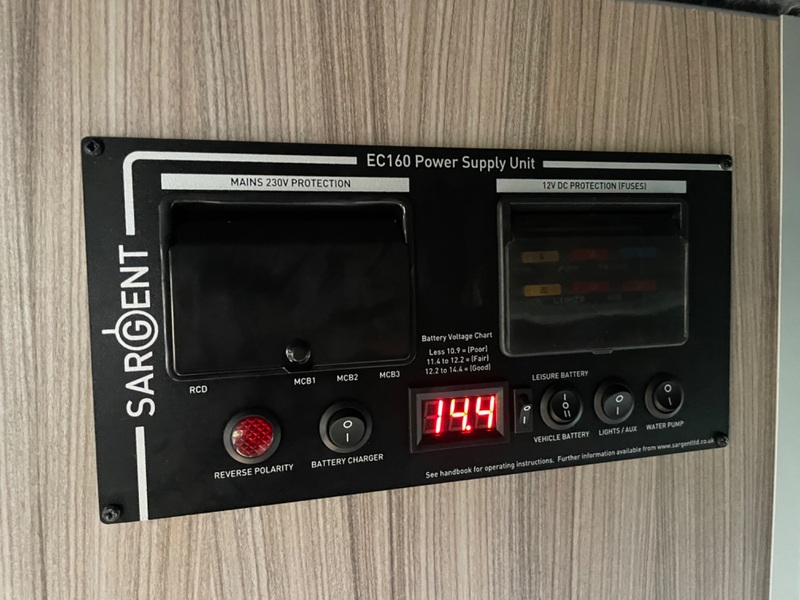 EC160 Power Supply Unit
MAINS 230V PROTECTION
12V DC PROTECTION (FUSES)
SARGENT
Battery Voltage Chart
Less 10.9 = (Poor)
11.4 to 12.2 = (Fair)
12.2 to 14.4 = (Good)
RCD
MCB1
MCB2
MCB3
14.4
LEISURE BATTERY
VEHICLE BATTERY
LIGHTS / AUX
WATER PUMP
REVERSE POLARITY
BATTERY CHARGER
See handbook for operating instructions. Further information available from www.sargentltd.co.uk